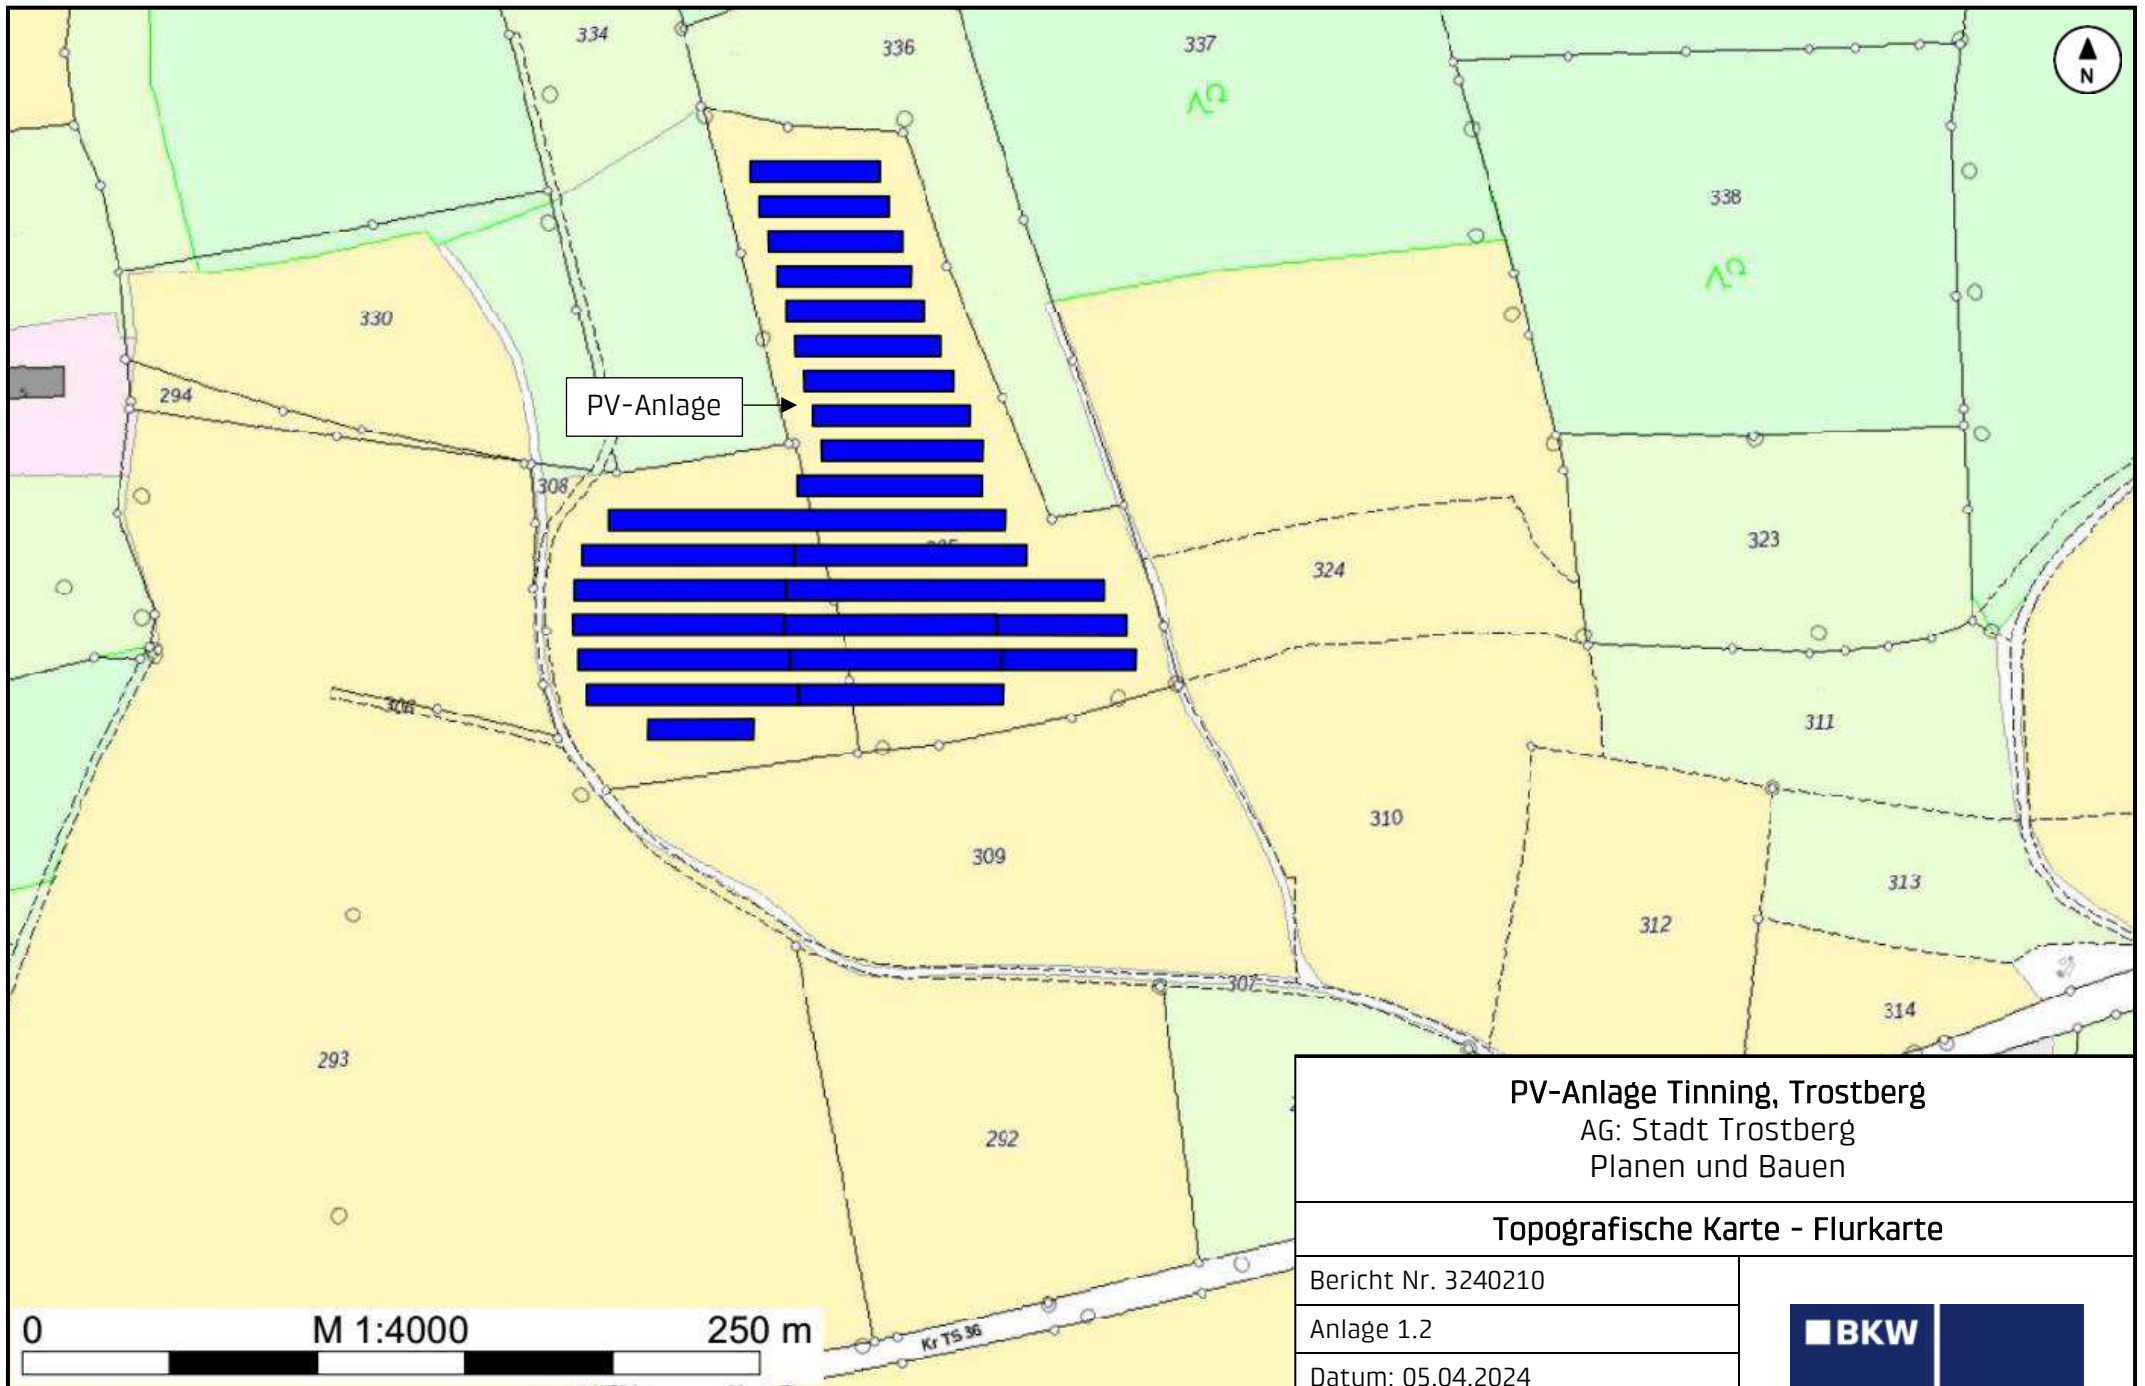 334
336
337
N
338
330
294
PV-Anlage
308
323
324
306
311
310
309
313
312
307
314
293
292
PV-Anlage Tinning, Trostberg
AG: Stadt Trostberg
Planen und Bauen
Topografische Karte - Flurkarte
Bericht Nr. 3240210
Anlage 1.2
Datum: 05.04.2024
BKW
0 M 1:4000 250 m
Kr TS 36